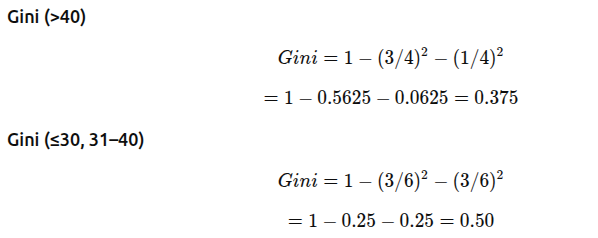 Gini (>40)
Gini = 1 − (3/4)² − (1/4)²
= 1 − 0.5625 − 0.0625 = 0.375
Gini (≤30, 31–40)
Gini = 1 − (3/6)² − (3/6)²
= 1 − 0.25 − 0.25 = 0.50